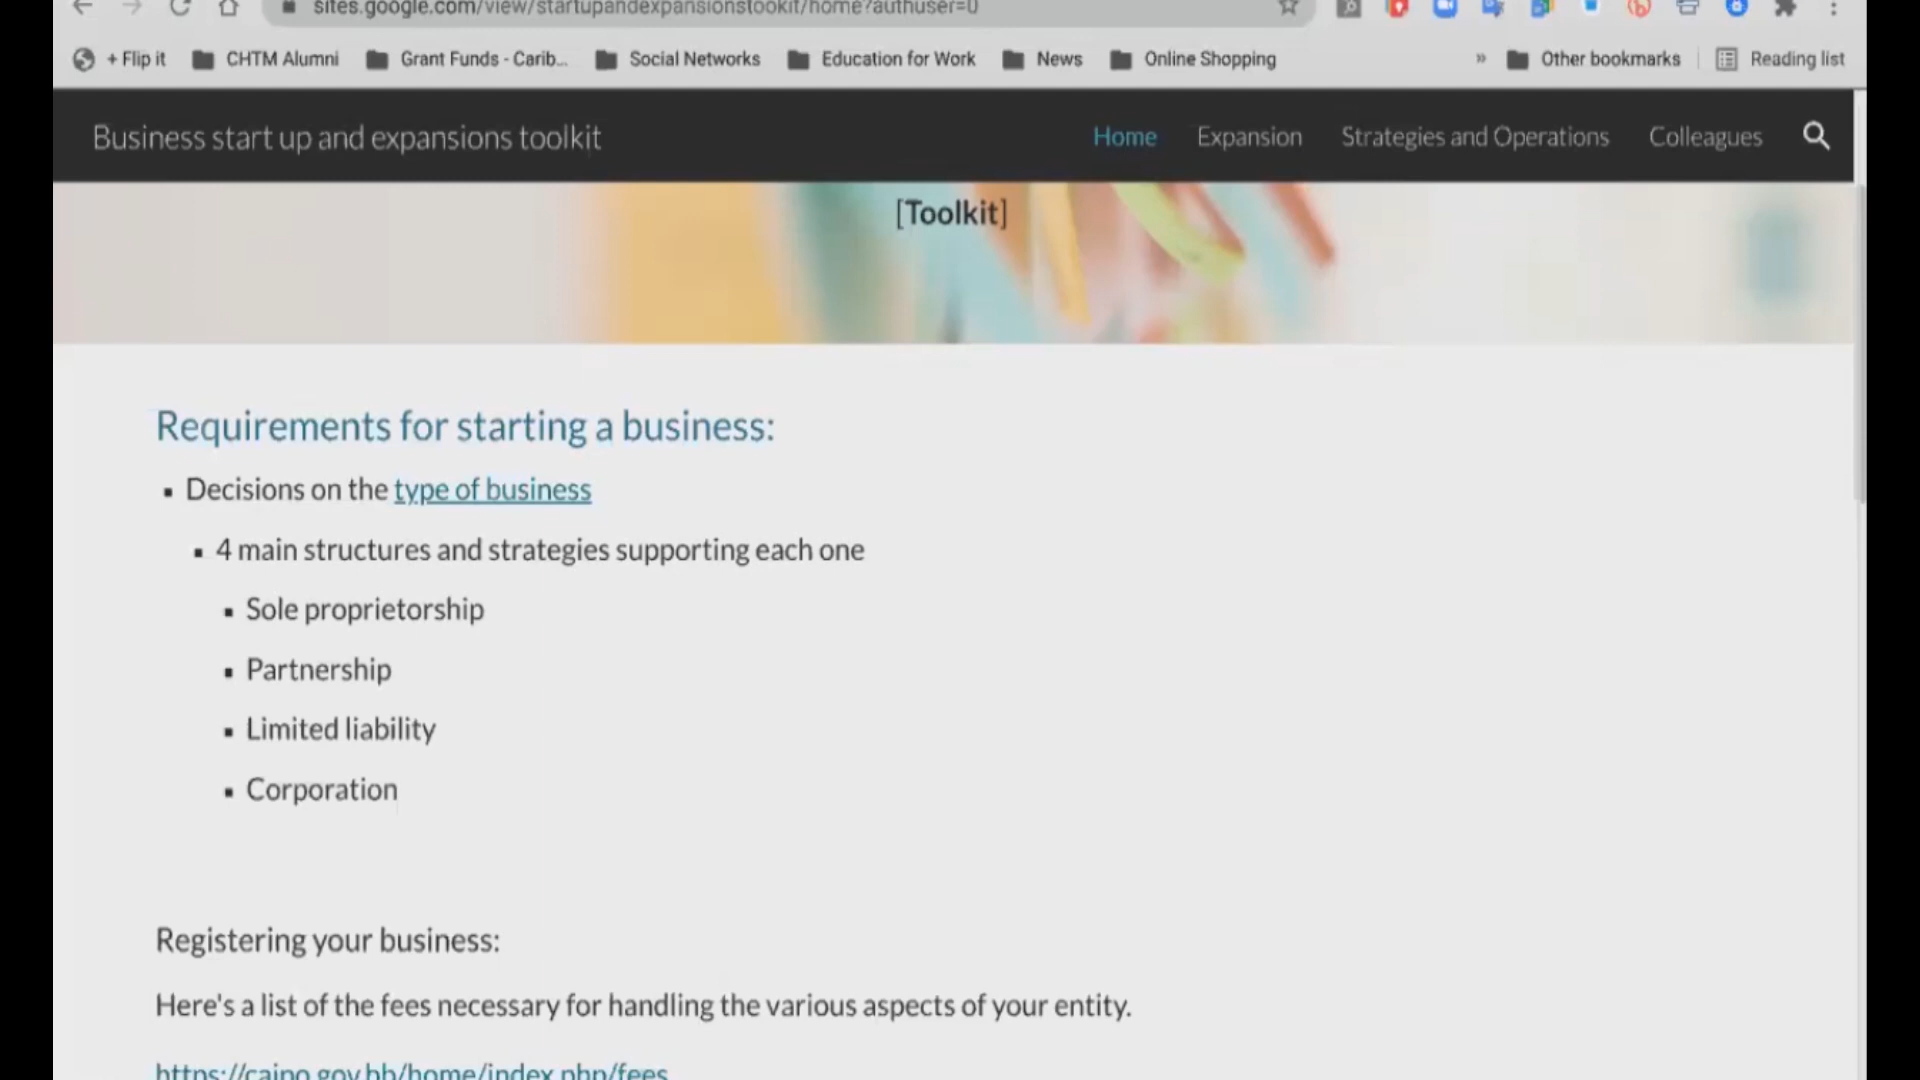 sites.google.com/view/startupandexpansionstoolkit/home?authuser=0
+ Flip it CHTM Alumni Grant Funds - Carib... Social Networks Education for Work News Online Shopping » Other bookmarks Reading list
Business start up and expansions toolkit Home Expansion Strategies and Operations Colleagues
[Toolkit]
Requirements for starting a business:
▪ Decisions on the type of business
▪ 4 main structures and strategies supporting each one
▪ Sole proprietorship
▪ Partnership
▪ Limited liability
▪ Corporation
Registering your business:
Here's a list of the fees necessary for handling the various aspects of your entity.
https://caipo.gov.bb/home/index.php/fees